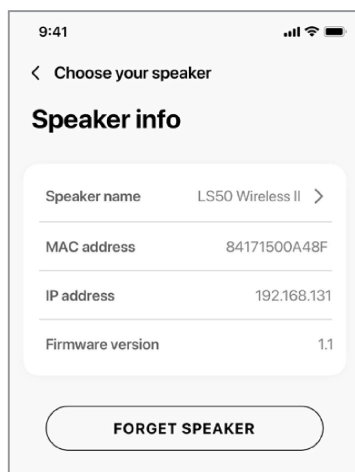 9:41
Choose your speaker
Speaker info
Speaker name LS50 Wireless II
MAC address 84171500A48F
IP address 192.168.131
Firmware version 1.1
FORGET SPEAKER